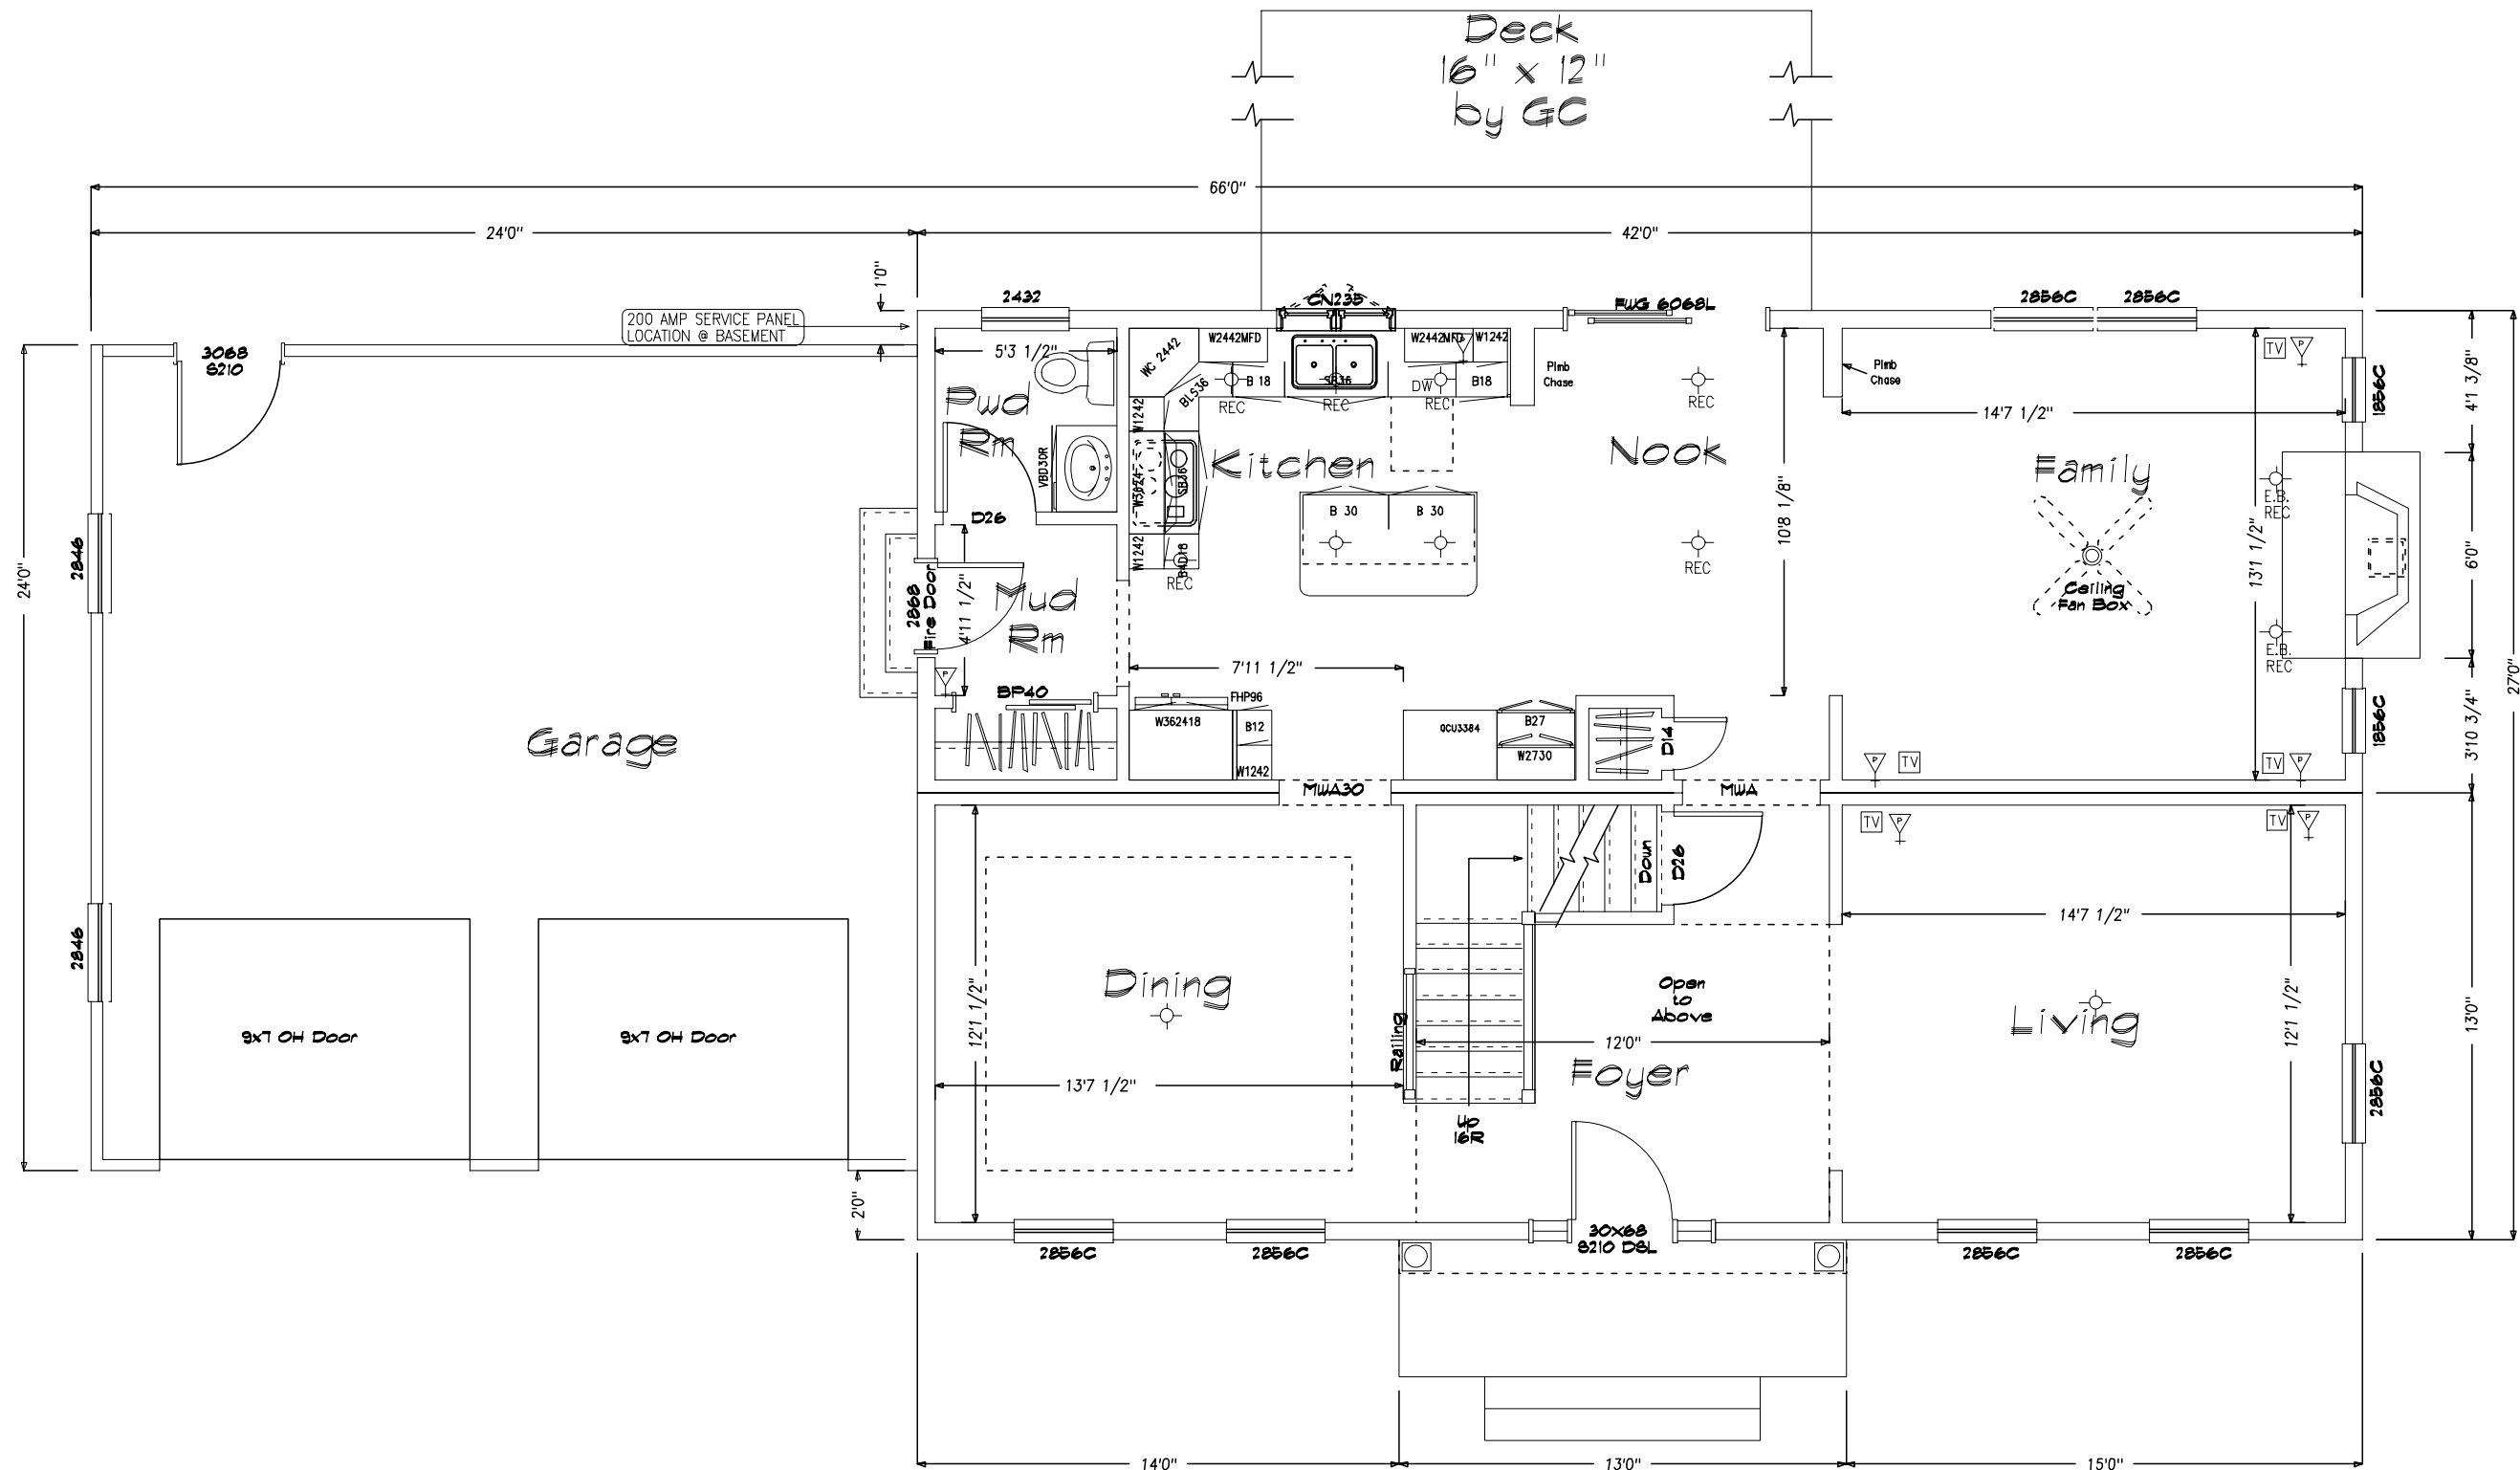 Deck
16" x 12"
by GC
66'0"
24'0"
42'0"
1'0"
200 AMP SERVICE PANEL
LOCATION @ BASEMENT
2432
CN235
FWG 6068L
2856C
2856C
3068
S210
5'3 1/2"
WC 2442
W2442MFD
W2442MFD
W1242
Plmb
Chase
Plmb
Chase
TV
P
1856C
4'1 3/8"
Pwd
Rm
BLS36
B 18
SB36
DW
B18
REC
REC
REC
REC
W1242
14'7 1/2"
VBD30R
W3624
SB36
Kitchen
Nook
Family
E.B.
REC
B 30
B 30
10'8 1/8"
13'1 1/2"
6'0"
27'0"
D26
2846
24'0"
2868
Fire Door
4'11 1/2"
Mud
Rm
W1242
B4D18
REC
REC
Ceiling
Fan Box
E.B.
REC
P
7'11 1/2"
BP40
FHP96
W362418
B12
W1242
QCU3384
B27
W2730
D14
1856C
3'10 3/4"
P
TV
TV
P
Garage
MWA30
MWA
TV
P
TV
P
Down
D26
14'7 1/2"
2846
Dining
12'1 1/2"
Open
to
Above
Living
12'1 1/2"
13'0"
9x7 OH Door
9x7 OH Door
Railing
12'0"
Foyer
13'7 1/2"
2856C
Up
16R
2'0"
2856C
2856C
30x68
S210 DSL
2856C
2856C
14'0"
13'0"
15'0"